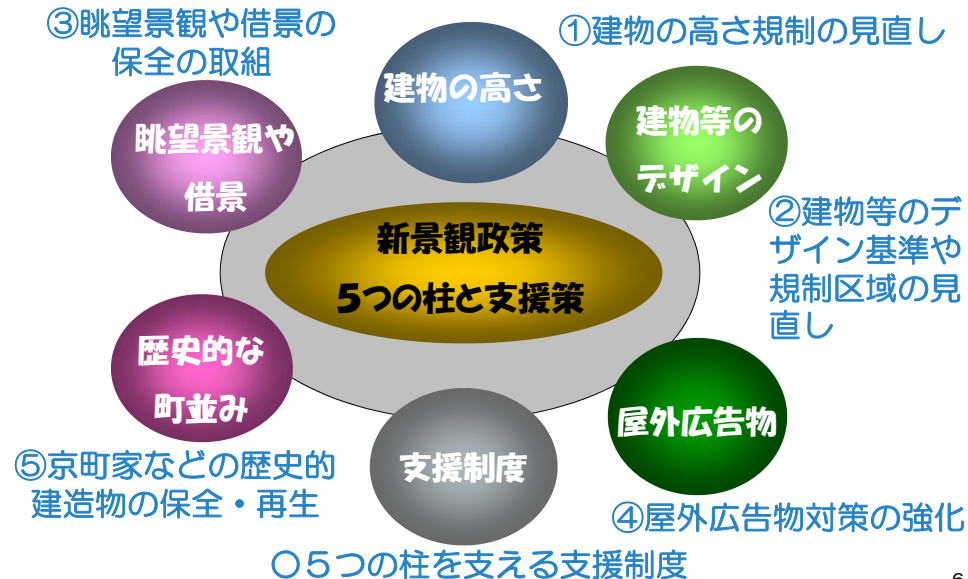 ③眺望景観や借景の
保全の取組
①建物の高さ規制の見直し
建物の高さ
建物等の
デザイン
眺望景観や
借景
②建物等のデ
ザイン基準や
規制区域の見
直し
新景観政策
5つの柱と支援策
歴史的な
町並み
屋外広告物
支援制度
⑤京町家などの歴史的
建造物の保全・再生
④屋外広告物対策の強化
○5つの柱を支える支援制度
6